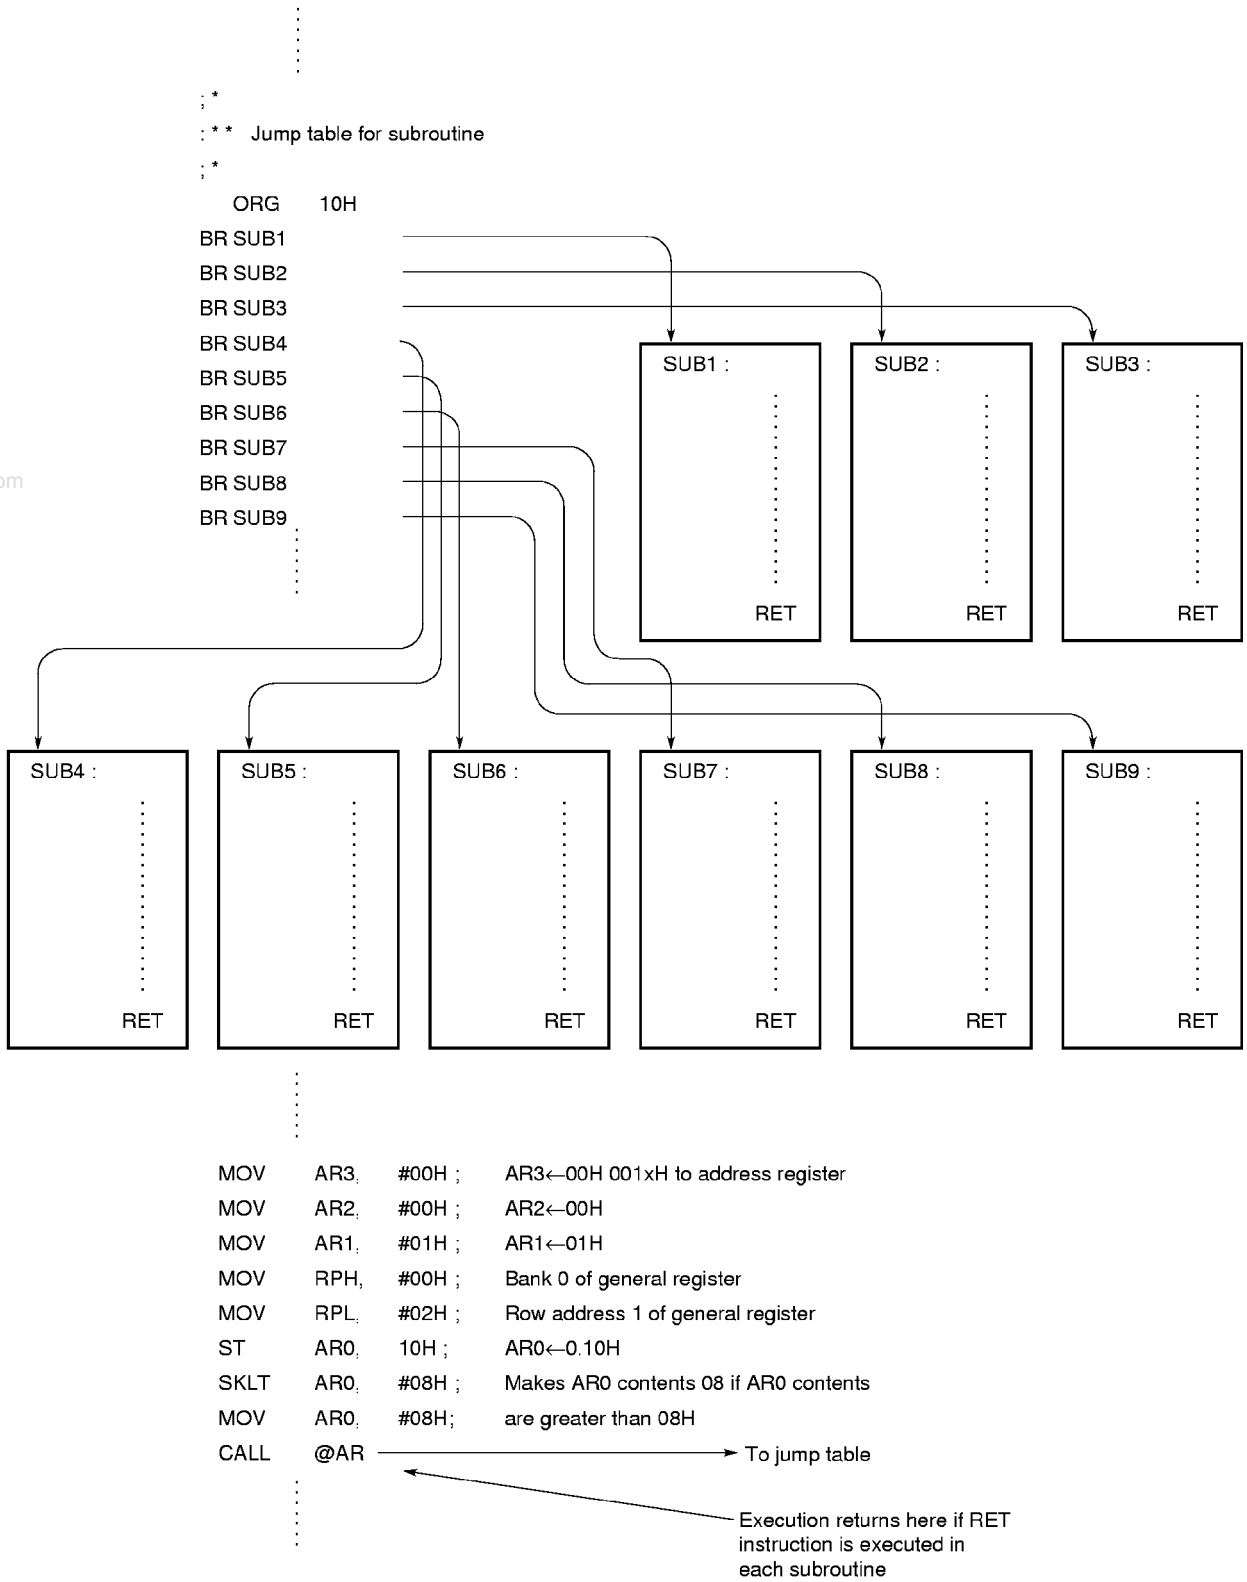 ; *
: * * Jump table for subroutine
; *
ORG 10H
BR SUB1
BR SUB2
BR SUB3
BR SUB4
BR SUB5
BR SUB6
BR SUB7
BR SUB8
BR SUB9
om
SUB1 :
RET
SUB2 :
RET
SUB3 :
RET
SUB4 :
RET
SUB5 :
RET
SUB6 :
RET
SUB7 :
RET
SUB8 :
RET
SUB9 :
RET
MOV AR3, #00H ; AR3←00H 001xH to address register
MOV AR2, #00H ; AR2←00H
MOV AR1, #01H ; AR1←01H
MOV RPH, #00H ; Bank 0 of general register
MOV RPL, #02H ; Row address 1 of general register
ST AR0, 10H ; AR0←0.10H
SKLT AR0, #08H ; Makes AR0 contents 08 if AR0 contents
MOV AR0, #08H; are greater than 08H
CALL @AR To jump table
Execution returns here if RET
instruction is executed in
each subroutine